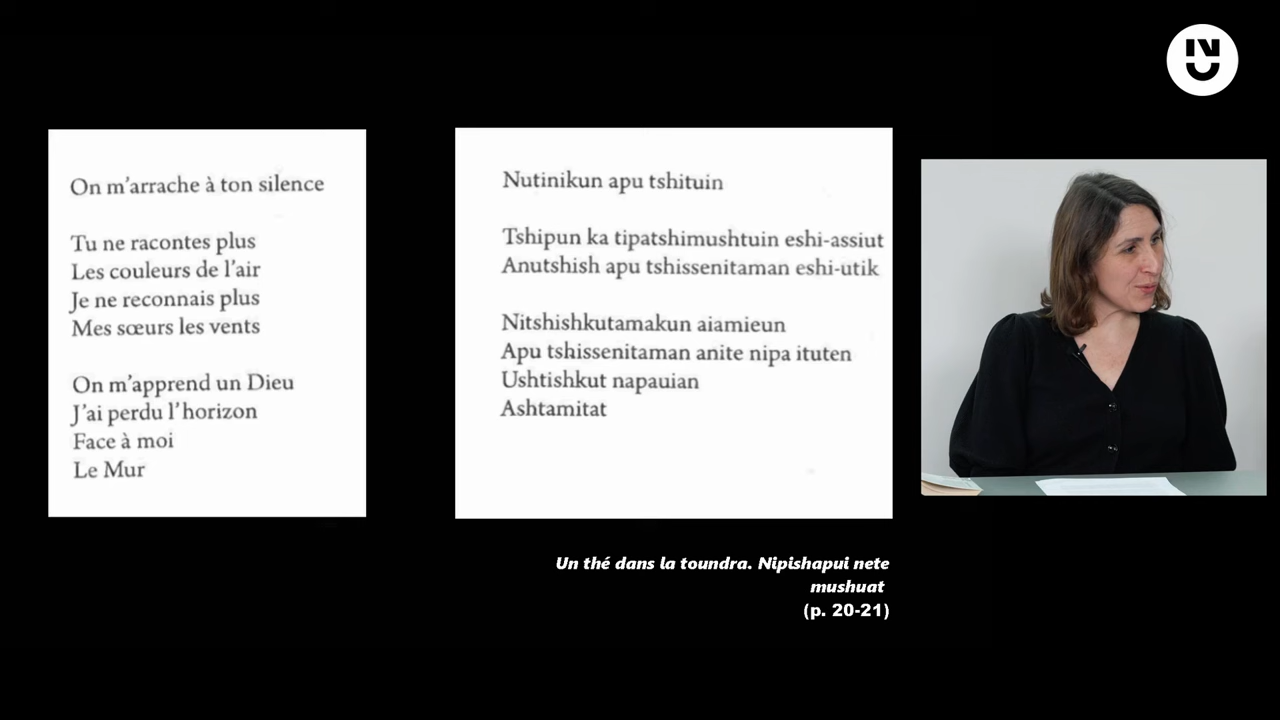 On m'arrache à ton silence
Tu ne racontes plus
Les couleurs de l'air
Je ne reconnais plus
Mes sœurs les vents
On m'apprend un Dieu
J'ai perdu l'horizon
Face à moi
Le Mur
Nutinikun apu tshituin
Tshipun ka tipatshimushtuin eshi-assiut
Anutshish apu tshissenitaman eshi-utik
Nitshishkutamakun aiamieun
Apu tshissenitaman anite nipa ituten
Ushtishkut napauian
Ashtamitat
Un thé dans la toundra. Nipishapui nete
mushuat
(p. 20-21)